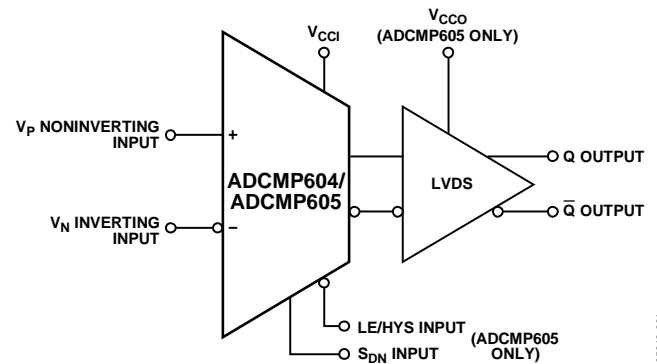 VCCI
VCCO
(ADCMP605 ONLY)
VP NONINVERTING
INPUT
+
ADCMP604/
ADCMP605
LVDS
Q OUTPUT
VN INVERTING
INPUT
–
Q̅ OUTPUT
LE/HYS INPUT
(ADCMP605
ONLY)
SDN INPUT